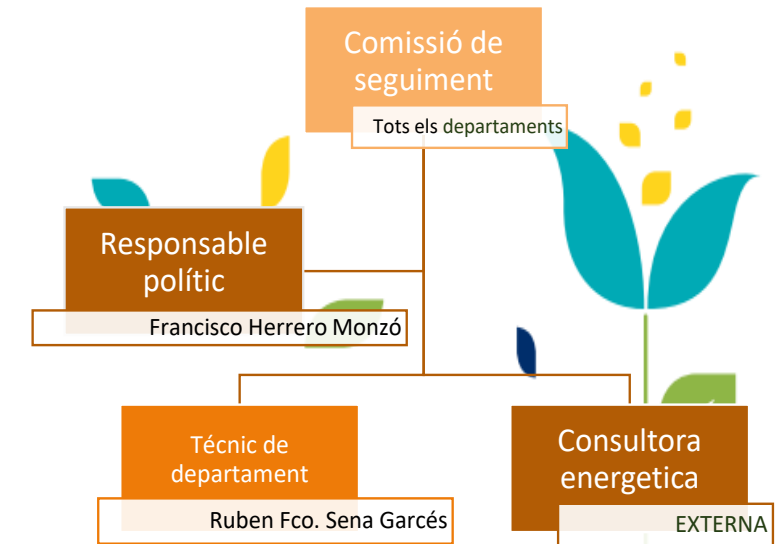 Comissió de
seguiment
Tots els departaments
Responsable
polític
Francisco Herrero Monzó
Técnic de
departament
Ruben Fco. Sena Garcés
Consultora
energetica
EXTERNA